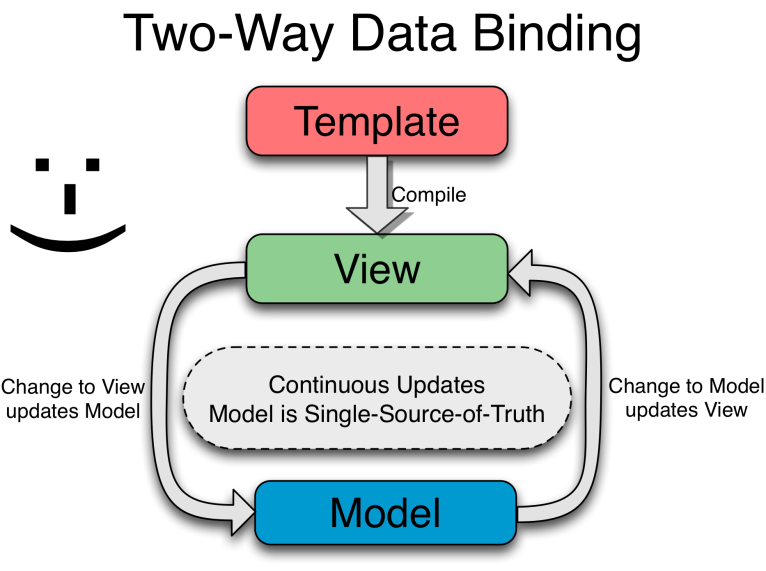 Two-Way Data Binding
Template
Compile
View
Change to View
updates Model
Continuous Updates
Model is Single-Source-of-Truth
Change to Model
updates View
Model